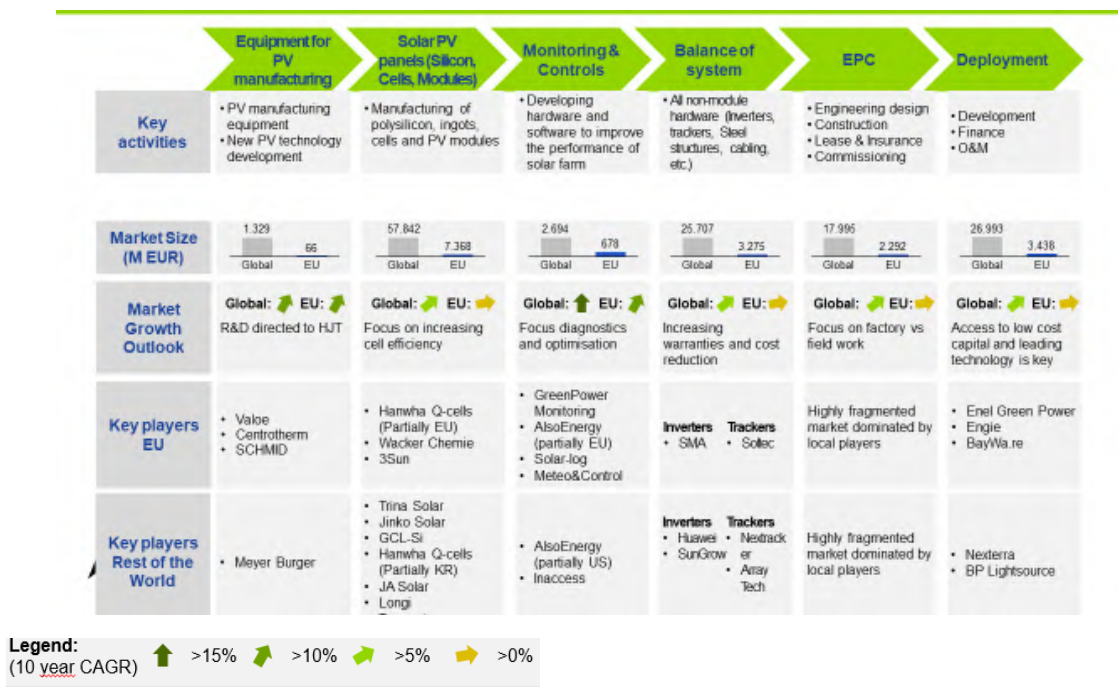 Equipment for
PV
manufacturing
Solar PV
panels (Silicon,
Cells, Modules)
Monitoring &
Controls
Balance of
system
EPC
Deployment
Key
activities
• PV manufacturing
equipment
• New PV technology
development
• Manufacturing of
polysilicon, ingots,
cells and PV modules
• Developing
hardware and
software to improve
the performance of
solar farm
• All non-module
hardware (Inverters,
trackers, Steel
structures, cabling,
etc.)
• Engineering design
• Construction
• Lease & Insurance
• Commissioning
• Development
• Finance
• O&M
Market Size
(M EUR)
1.329
66
Global EU
57.842
7.368
Global EU
2.694
678
Global EU
25.707
3.275
Global EU
17.995
2.292
Global EU
26.993
3.438
Global EU
Market
Growth
Outlook
Global: EU:
R&D directed to HJT
Global: EU:
Focus on increasing
cell efficiency
Global: EU:
Focus diagnostics
and optimisation
Global: EU:
Increasing
warranties and cost
reduction
Global: EU:
Focus on factory vs
field work
Global: EU:
Access to low cost
capital and leading
technology is key
Key players
EU
• Valoe
• Centrotherm
• SCHMID
• Hanwha Q-cells
(Partially EU)
• Wacker Chemie
• 3Sun
• GreenPower
Monitoring
• AlsoEnergy
(partially EU)
• Solar-log
• Meteo&Control
Inverters Trackers
• SMA • Soltec
Highly fragmented
market dominated by
local players
• Enel Green Power
• Engie
• BayWa.re
Key players
Rest of the
World
• Meyer Burger
• Trina Solar
• Jinko Solar
• GCL-Si
• Hanwha Q-cells
(Partially KR)
• JA Solar
• Longi
• AlsoEnergy
(partially US)
• Inaccess
Inverters Trackers
• Huawei • Nextrack
• SunGrow er
• Array
Tech
Highly fragmented
market dominated by
local players
• Nexterra
• BP Lightsource
Legend:
(10 year CAGR) >15% >10% >5% >0%